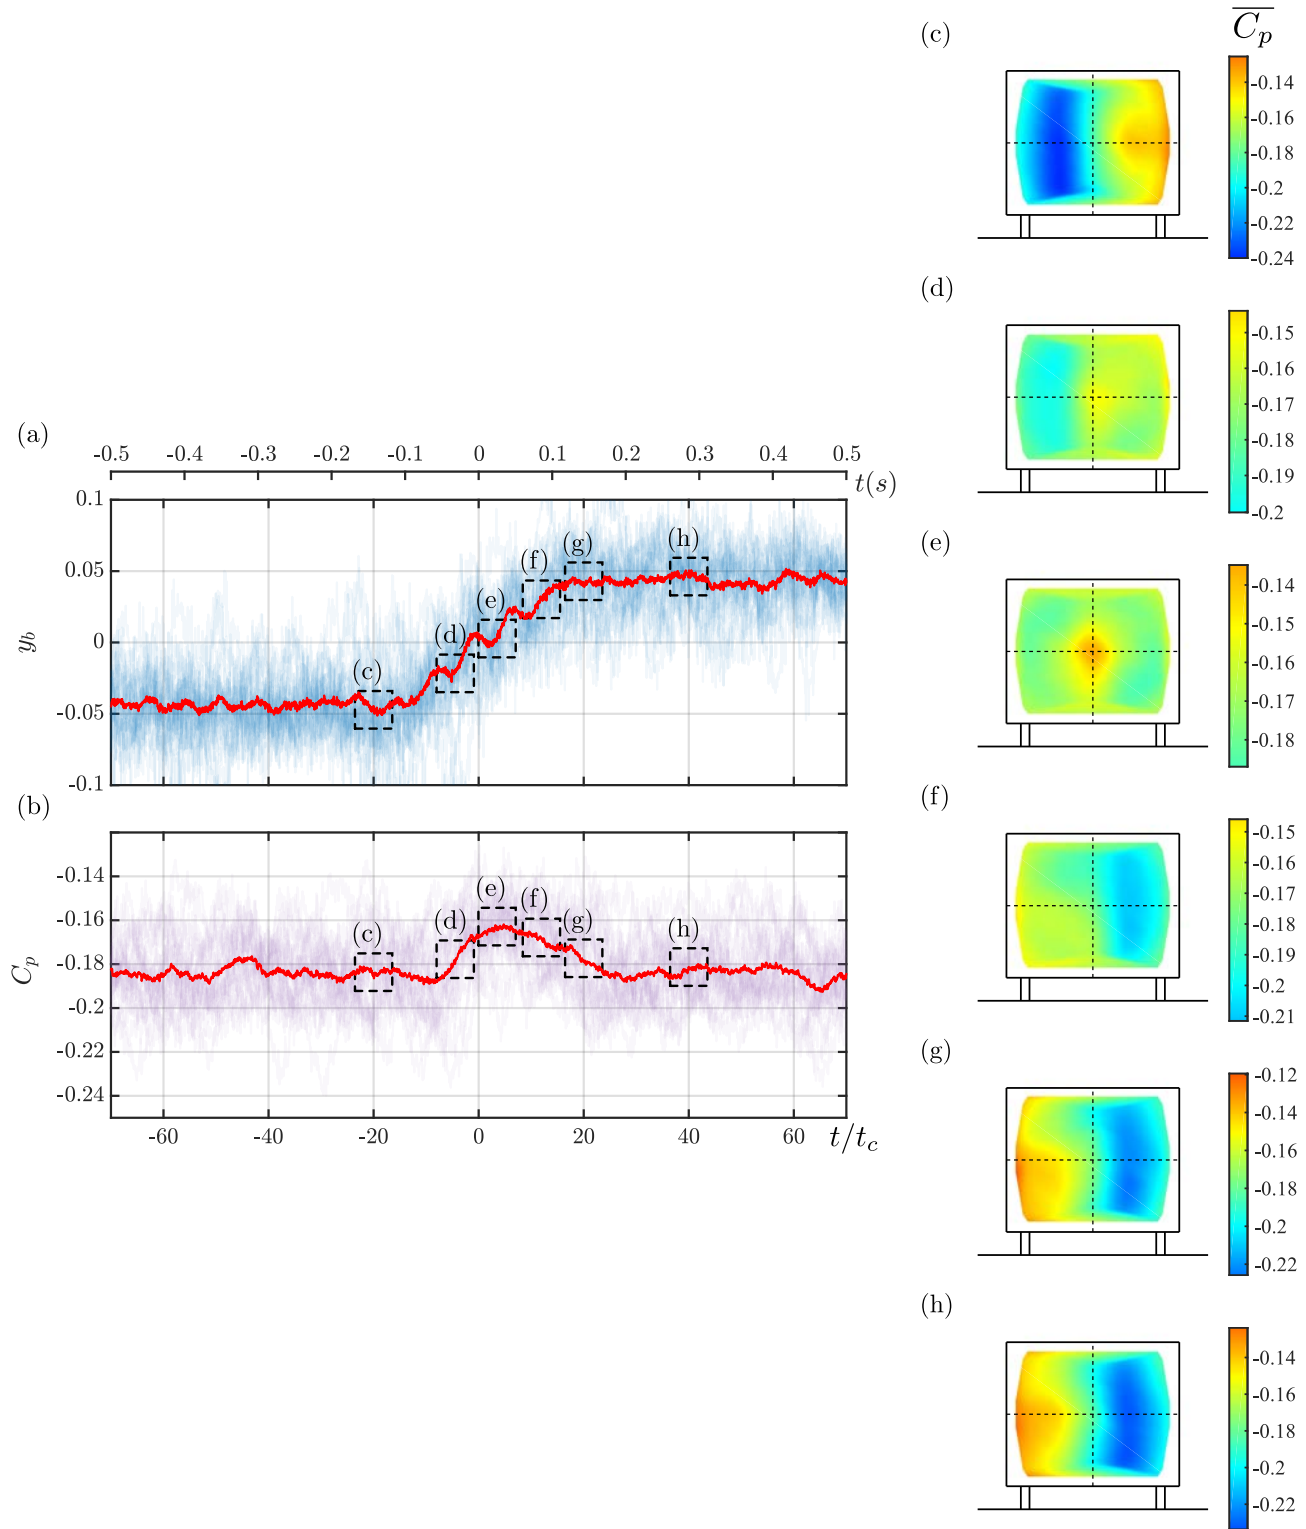 (a)
-0.5 -0.4 -0.3 -0.2 -0.1 0 0.1 0.2 0.3 0.4 0.5
t(s)
0.1
0.05
0
-0.05
-0.1
y_b
(c) (d) (e) (f) (g) (h)
(b)
-0.14
-0.16
-0.18
-0.2
-0.22
-0.24
C_p
(c) (d) (e) (f) (g) (h)
-60 -40 -20 0 20 40 60
t/t_c
(c)
\overline{C_p}
-0.14
-0.16
-0.18
-0.2
-0.22
-0.24
(d)
-0.15
-0.16
-0.17
-0.18
-0.19
-0.2
(e)
-0.14
-0.15
-0.16
-0.17
-0.18
(f)
-0.15
-0.16
-0.17
-0.18
-0.19
-0.2
-0.21
(g)
-0.12
-0.14
-0.16
-0.18
-0.2
-0.22
(h)
-0.14
-0.16
-0.18
-0.2
-0.22